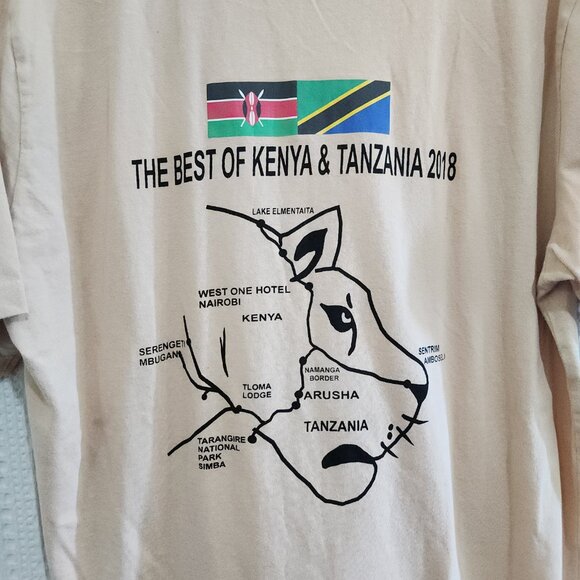 THE BEST OF KENYA & TANZANIA 2018
LAKE ELMENTAITA
WEST ONE HOTEL
NAIROBI
KENYA
SERENGETI
MBUGANI
SENTRIM
AMBOSELI
NAMANGA
BORDER
TLOMA
LODGE
ARUSHA
TANZANIA
TARANGIRE
NATIONAL
PARK
SIMBA